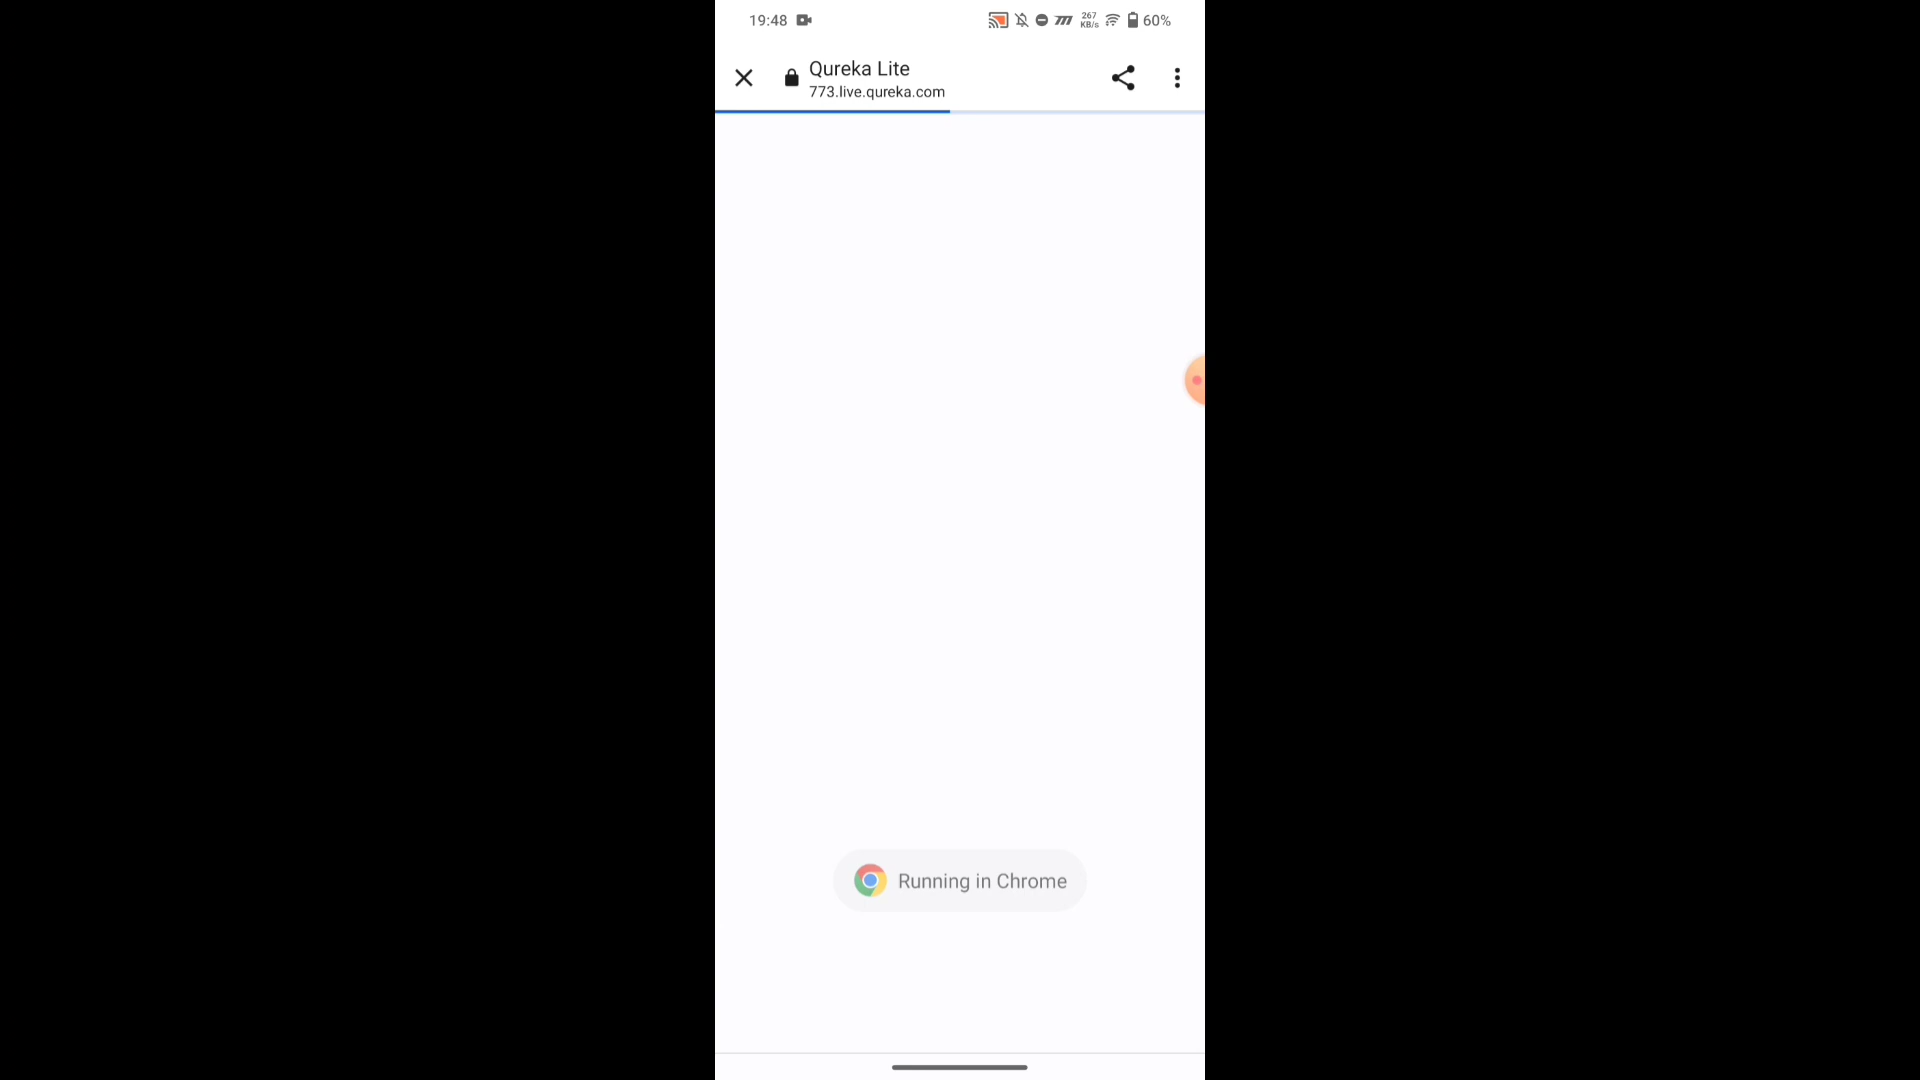 19:48
267
KB/s
60%
Qureka Lite
773.live.qureka.com
Running in Chrome